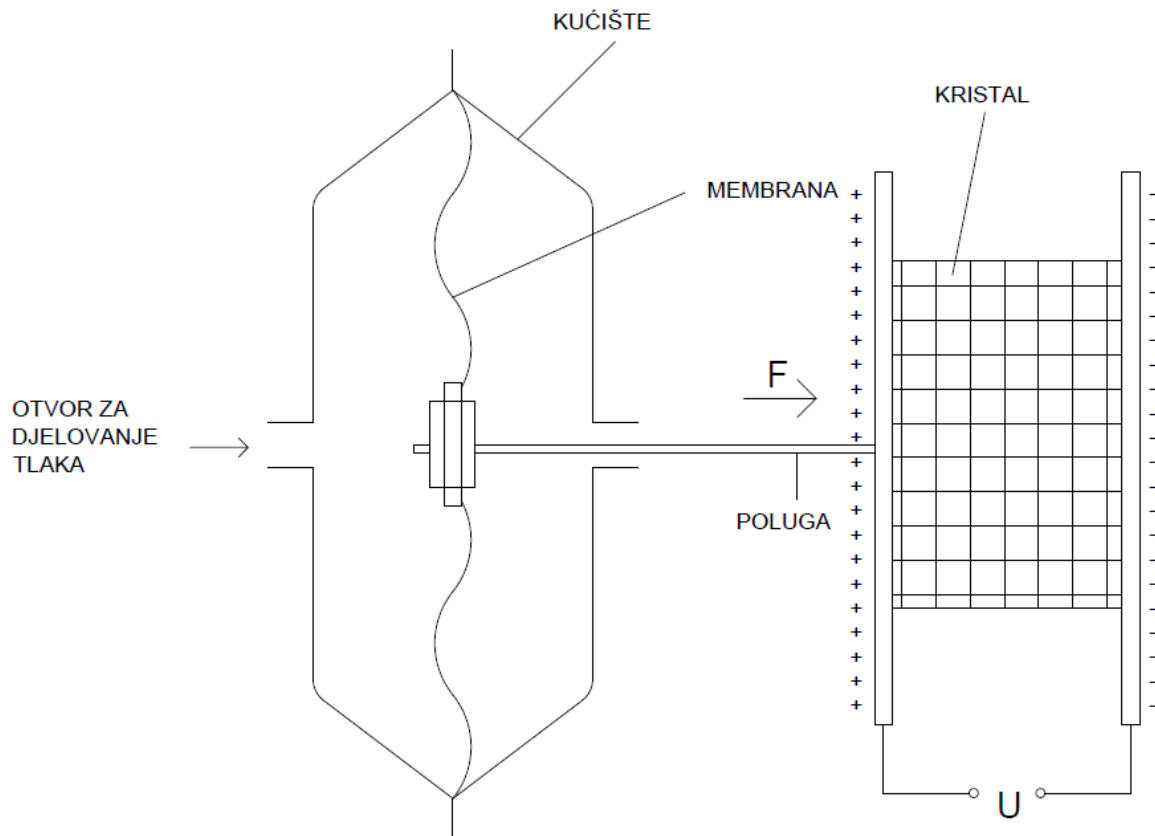 KUĆIŠTE
KRISTAL
MEMBRANA
F
OTVOR ZA
DJELOVANJE
TLAKA
POLUGA
U